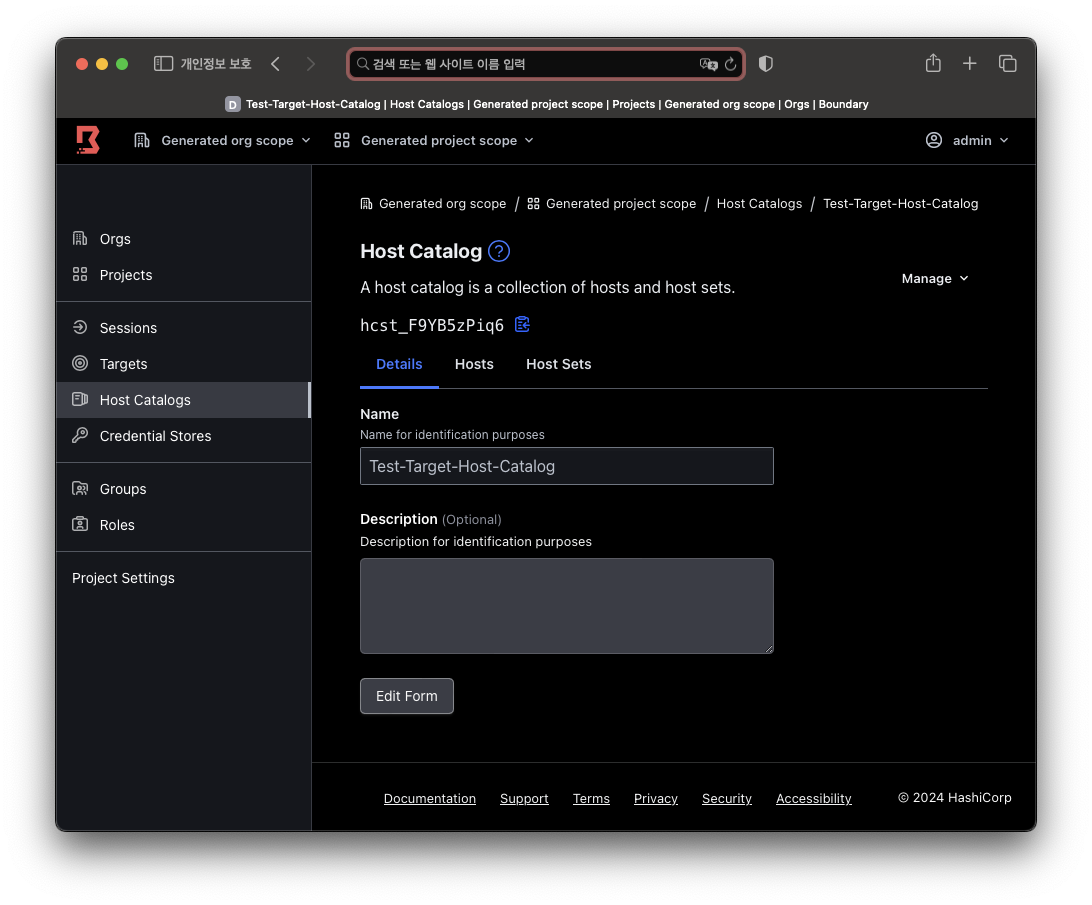 개인정보 보호
검색 또는 웹 사이트 이름 입력
D Test-Target-Host-Catalog | Host Catalogs | Generated project scope | Projects | Generated org scope | Orgs | Boundary
Generated org scope
Generated project scope
admin
Orgs
Projects
Sessions
Targets
Host Catalogs
Credential Stores
Groups
Roles
Project Settings
Generated org scope / Generated project scope / Host Catalogs / Test-Target-Host-Catalog
Host Catalog
A host catalog is a collection of hosts and host sets.
Manage
hcst_F9YB5zPiq6
Details
Hosts
Host Sets
Name
Name for identification purposes
Test-Target-Host-Catalog
Description (Optional)
Description for identification purposes
Edit Form
Documentation
Support
Terms
Privacy
Security
Accessibility
© 2024 HashiCorp